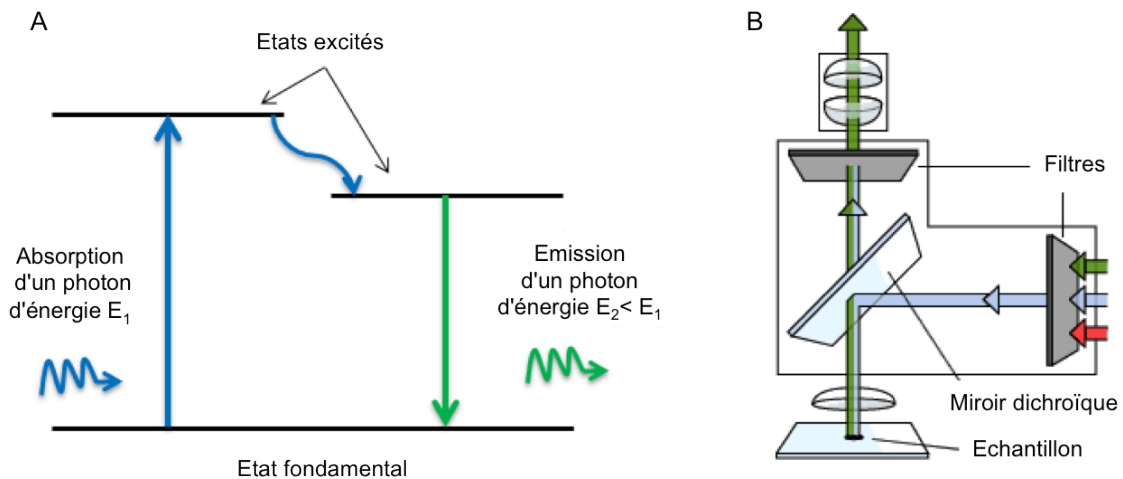 A
Etats excités
Absorption
d'un photon
d'énergie E₁
Emission
d'un photon
d'énergie E₂< E₁
Etat fondamental
B
Filtres
Miroir dichroïque
Echantillon